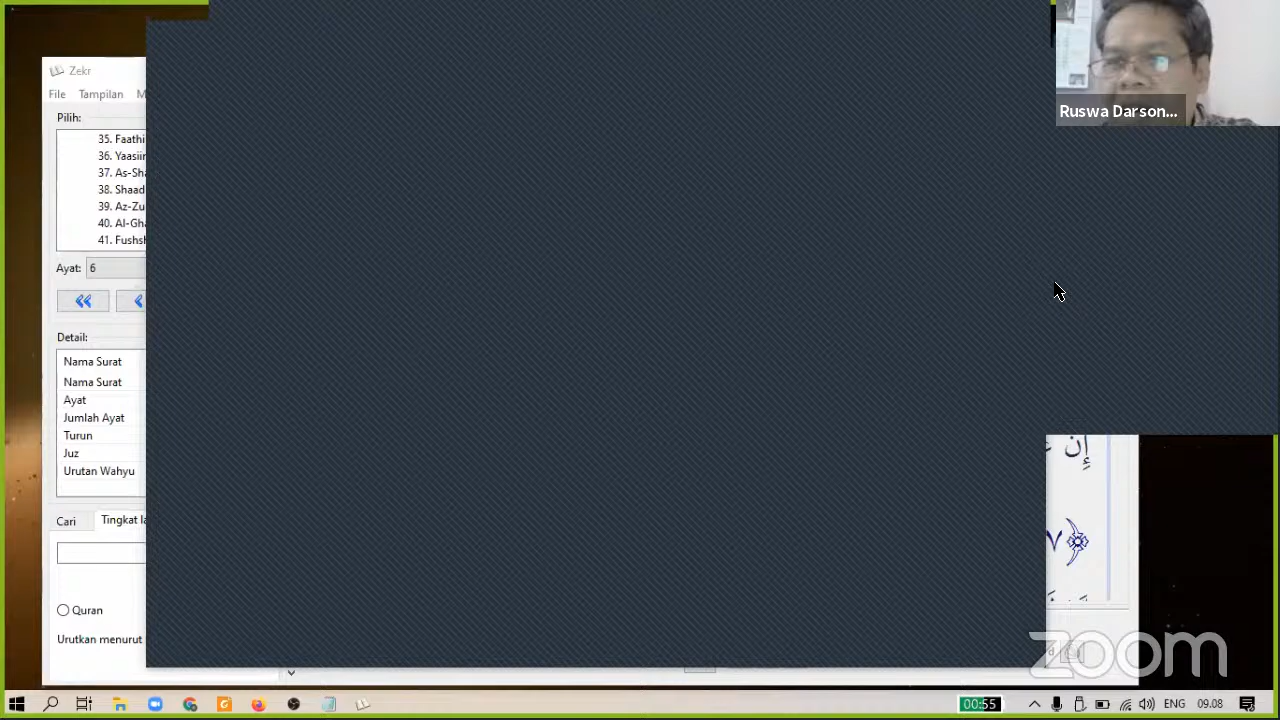 Zekr
File Tampilan M
Pilih:
35. Faathi
36. Yaasiin
37. As-Sha
38. Shaad
39. Az-Zu
40. Al-Gha
41. Fushsh
Ayat: 6
Detail:
Nama Surat
Nama Surat
Ayat
Jumlah Ayat
Turun
Juz
Urutan Wahyu
Cari Tingkat la
Quran
Urutkan menurut
Ruswa Darson...
إِن
٧
zoom
00:55
ENG
09.08